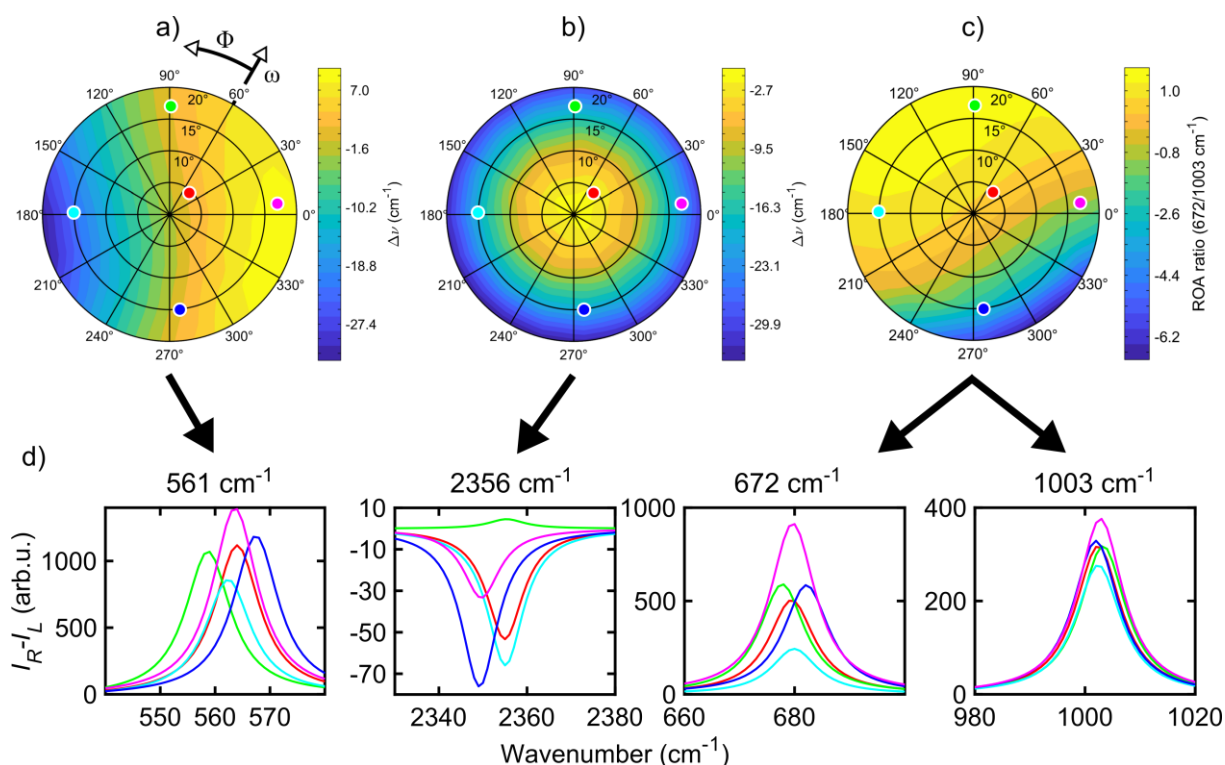 a) b) c)
Φ
ω
90° 60° 30° 0° 330° 300° 270° 240° 210° 180° 150° 120°
20° 15° 10°
7.0
-1.6
-10.2
-18.8
-27.4
Δν (cm⁻¹)
90° 60° 30° 0° 330° 300° 270° 240° 210° 180° 150° 120°
20° 15° 10°
-2.7
-9.5
-16.3
-23.1
-29.9
Δν (cm⁻¹)
90° 60° 30° 0° 330° 300° 270° 240° 210° 180° 150° 120°
20° 15° 10°
1.0
-0.8
-2.6
-4.4
-6.2
ROA ratio (672/1003 cm⁻¹)
d)
561 cm⁻¹ 2356 cm⁻¹ 672 cm⁻¹ 1003 cm⁻¹
I_R-I_L (arb.u.)
1000
500
0
550 560 570
10
-10
-30
-50
-70
2340 2360 2380
1000
500
0
660 680
400
200
0
980 1000 1020
Wavenumber (cm⁻¹)